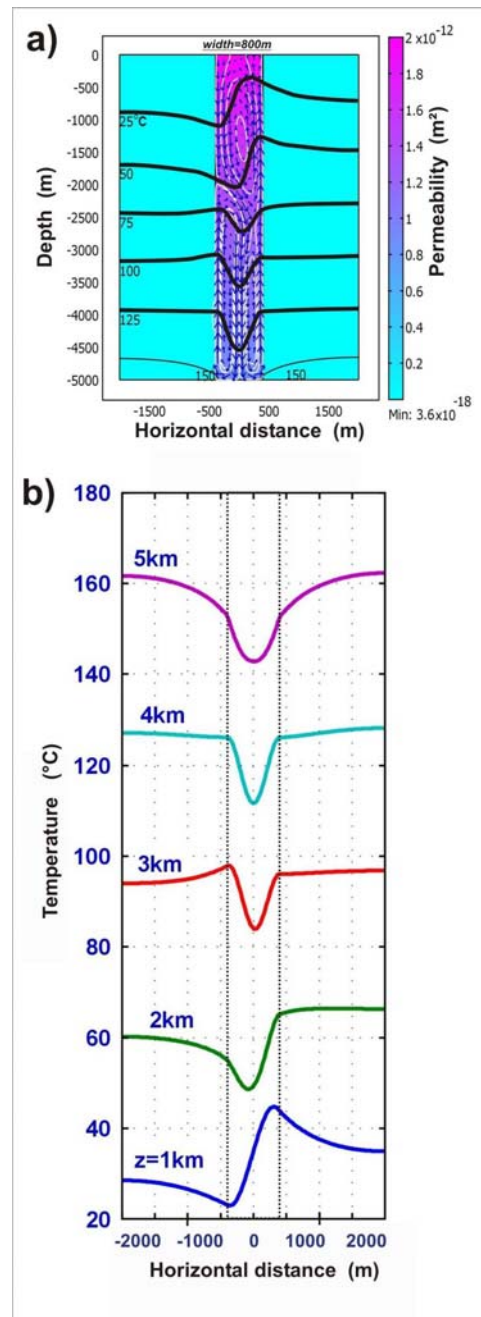 a)
width=800m
0
-500
-1000
-1500
-2000
-2500
-3000
-3500
-4000
-4500
-5000
Depth (m)
25°C
50
75
100
125
150
150
-1500 -500 500 1500
Horizontal distance (m)
2 x10⁻¹²
1.8
1.6
1.4
1.2
1
0.8
0.6
0.4
0.2
Permeability (m²)
Min: 3.6x10⁻¹⁸
b)
180
160
140
120
100
80
60
40
20
Temperature (°C)
5km
4km
3km
2km
z=1km
-2000 -1000 0 1000 2000
Horizontal distance (m)